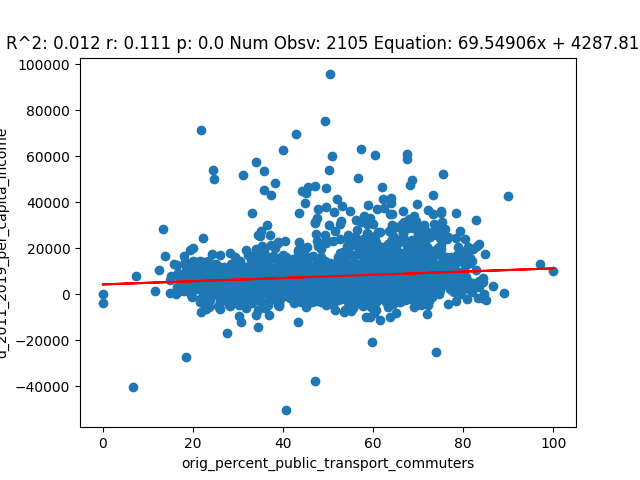 R^2: 0.012 r: 0.111 p: 0.0 Num Obsv: 2105 Equation: 69.54906x + 4287.81
100000
80000
60000
40000
20000
0
−20000
−40000
d_2011_2019_per_capita_income
0 20 40 60 80 100
orig_percent_public_transport_commuters